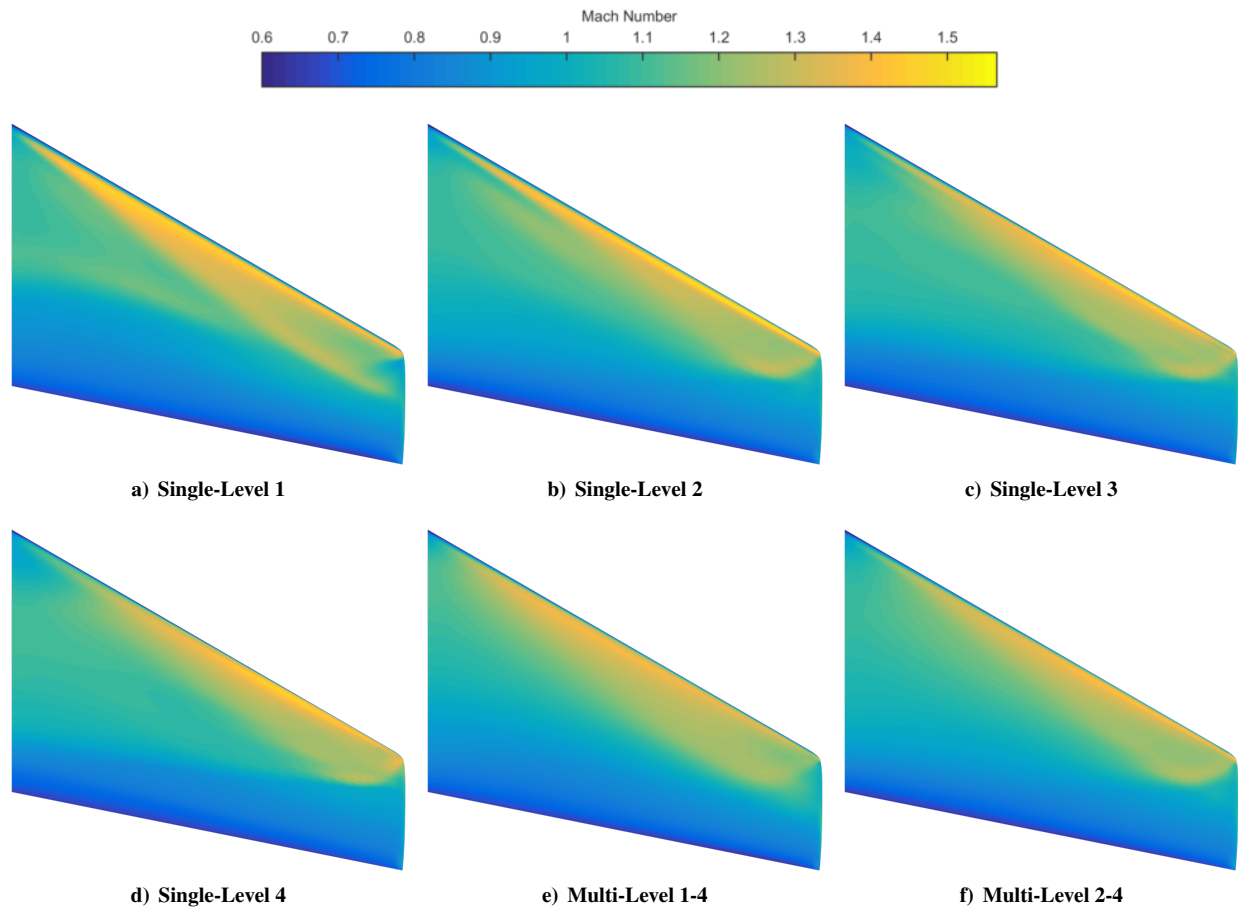 Mach Number
0.6 0.7 0.8 0.9 1 1.1 1.2 1.3 1.4 1.5
a) Single-Level 1 b) Single-Level 2 c) Single-Level 3
d) Single-Level 4 e) Multi-Level 1-4 f) Multi-Level 2-4